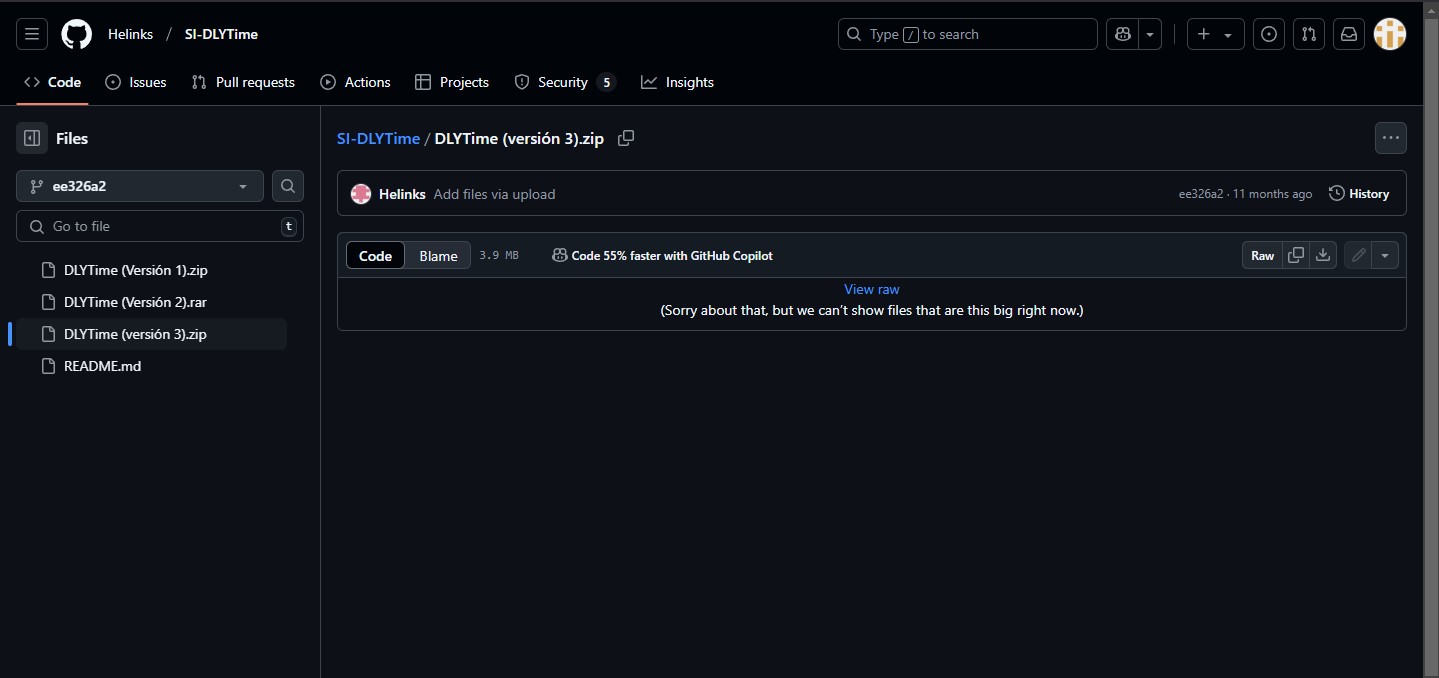 Helinks / SI-DLYTime
Type / to search
Code
Issues
Pull requests
Actions
Projects
Security 5
Insights
Files
ee326a2
Go to file t
DLYTime (Versión 1).zip
DLYTime (Versión 2).rar
DLYTime (versión 3).zip
README.md
SI-DLYTime / DLYTime (versión 3).zip
Helinks Add files via upload ee326a2 · 11 months ago History
Code Blame 3.9 MB Code 55% faster with GitHub Copilot Raw
View raw
(Sorry about that, but we can’t show files that are this big right now.)